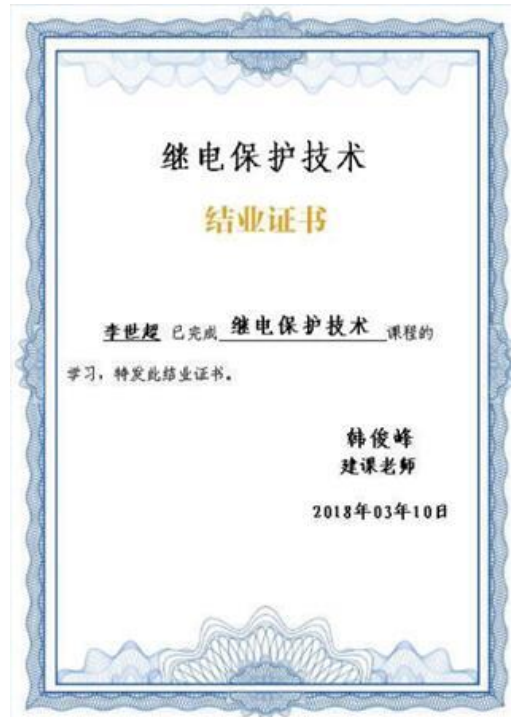 继电保护技术
结业证书
李世超 已完成 继电保护技术 课程的
学习，特发此结业证书。
韩俊峰
建课老师
2018年03年10日